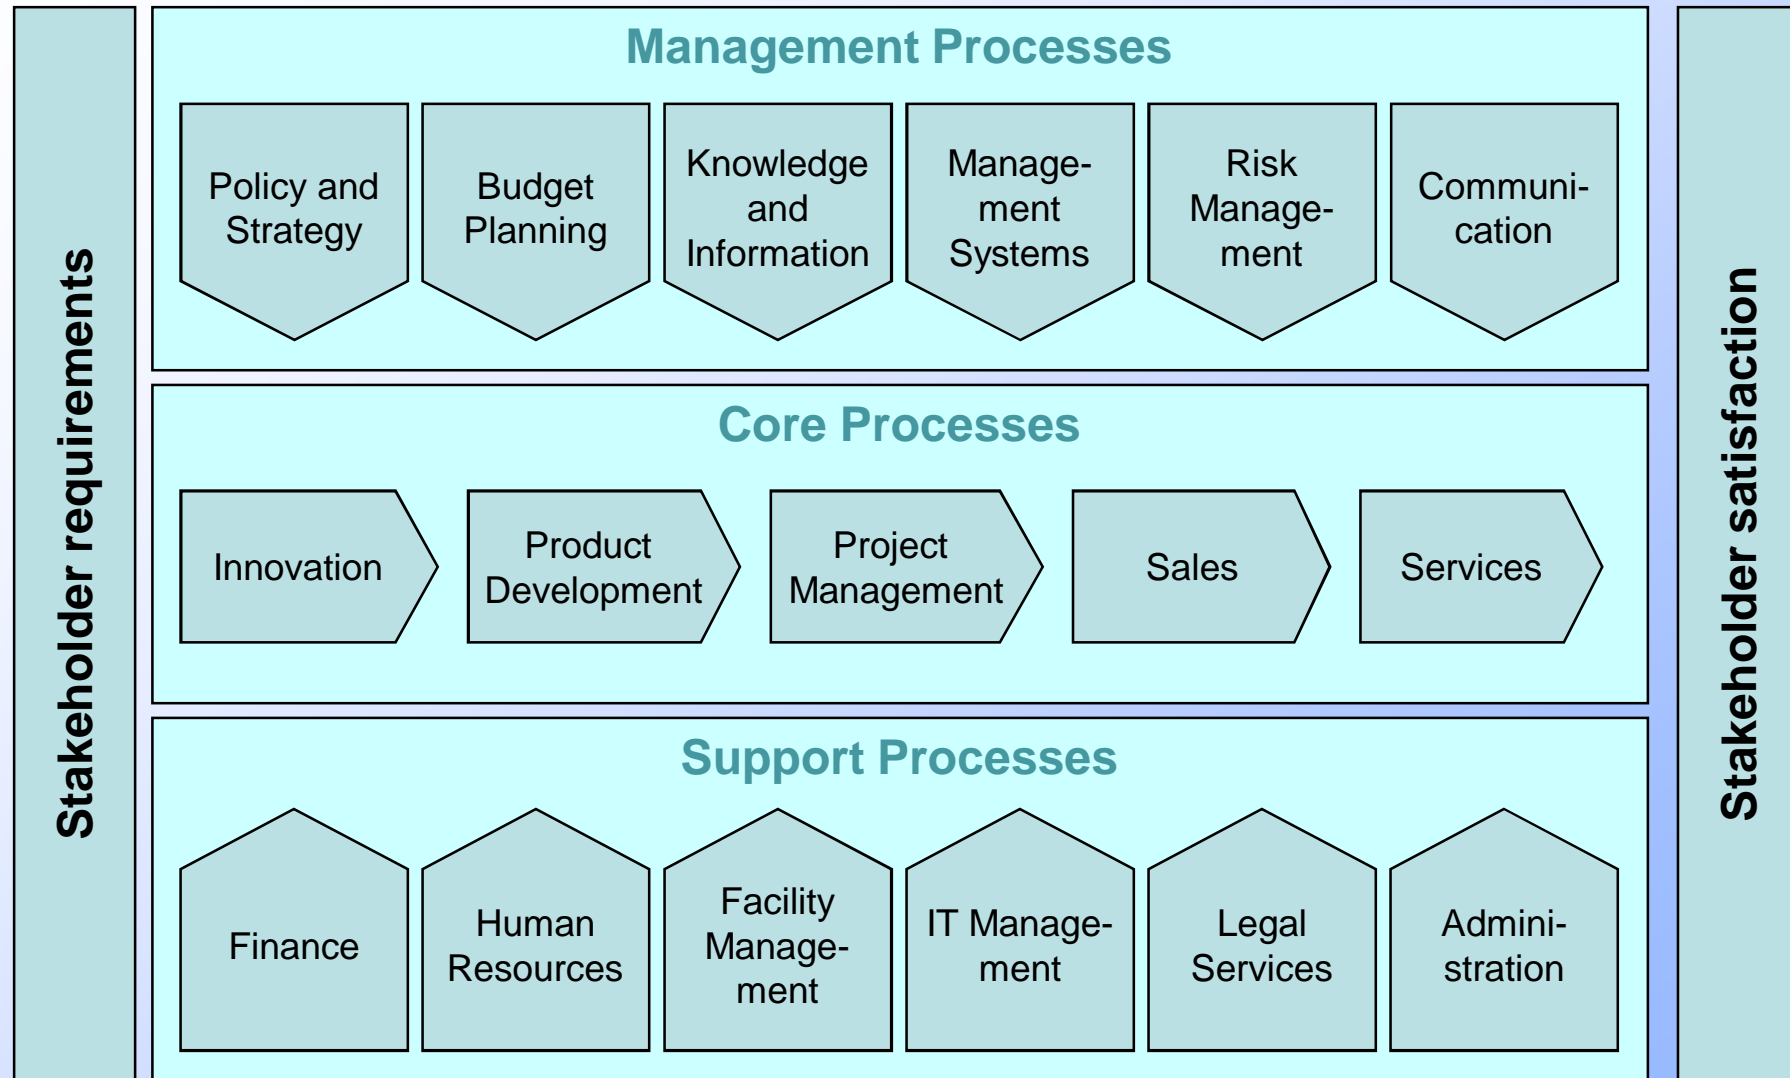 Stakeholder requirements
Management Processes
Policy and
Strategy
Budget
Planning
Knowledge
and
Information
Manage-
ment
Systems
Risk
Manage-
ment
Communi-
cation
Core Processes
Innovation
Product
Development
Project
Management
Sales
Services
Support Processes
Finance
Human
Resources
Facility
Manage-
ment
IT Manage-
ment
Legal
Services
Admini-
stration
Stakeholder satisfaction